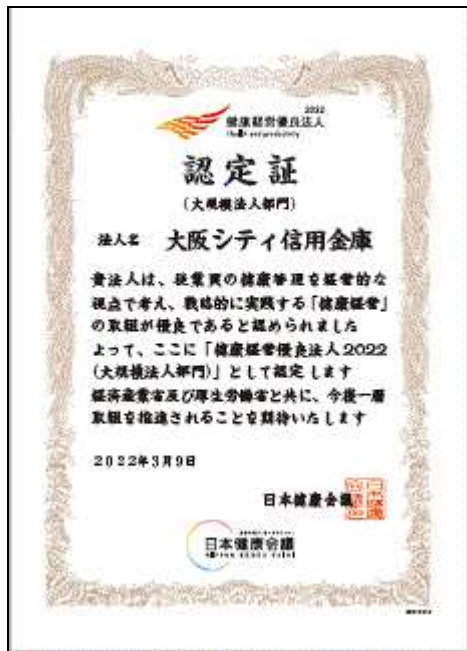 2022
健康経営優良法人
Health and productivity
認定証
(大規模法人部門)
法人名 大阪シティ信用金庫
貴法人は、従業員の健康管理を経営的な
視点で考え、戦略的に実践する「健康経営」
の取組が優良であると認められました
よって、ここに「健康経営優良法人2022
(大規模法人部門)」として認定します
経済産業省及び厚生労働省と共に、今後一層
取組を推進されることを期待いたします
2022年3月9日
日本健康会議
日本健康会議